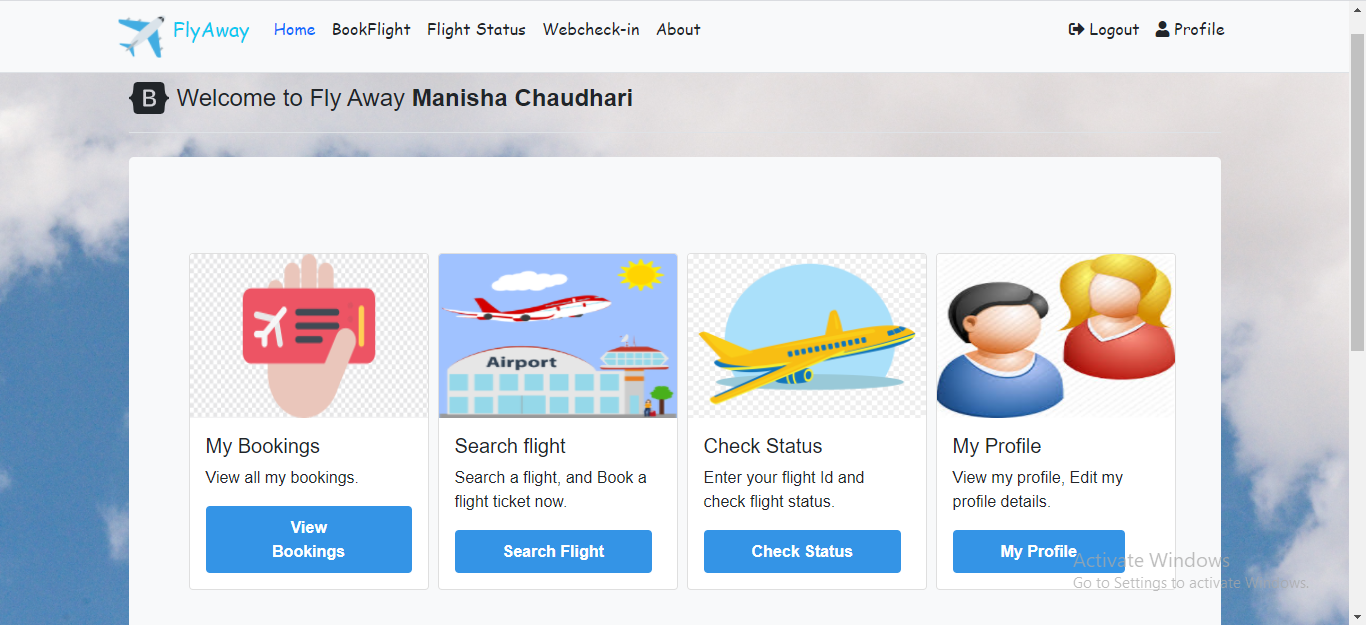 FlyAway Home BookFlight Flight Status Webcheck-in About Logout Profile
B Welcome to Fly Away Manisha Chaudhari
Airport
My Bookings
View all my bookings.
View
Bookings
Search flight
Search a flight, and Book a
flight ticket now.
Search Flight
Check Status
Enter your flight Id and
check flight status.
Check Status
My Profile
View my profile, Edit my
profile details.
My Profile
Activate Windows
Go to Settings to activate Windows.